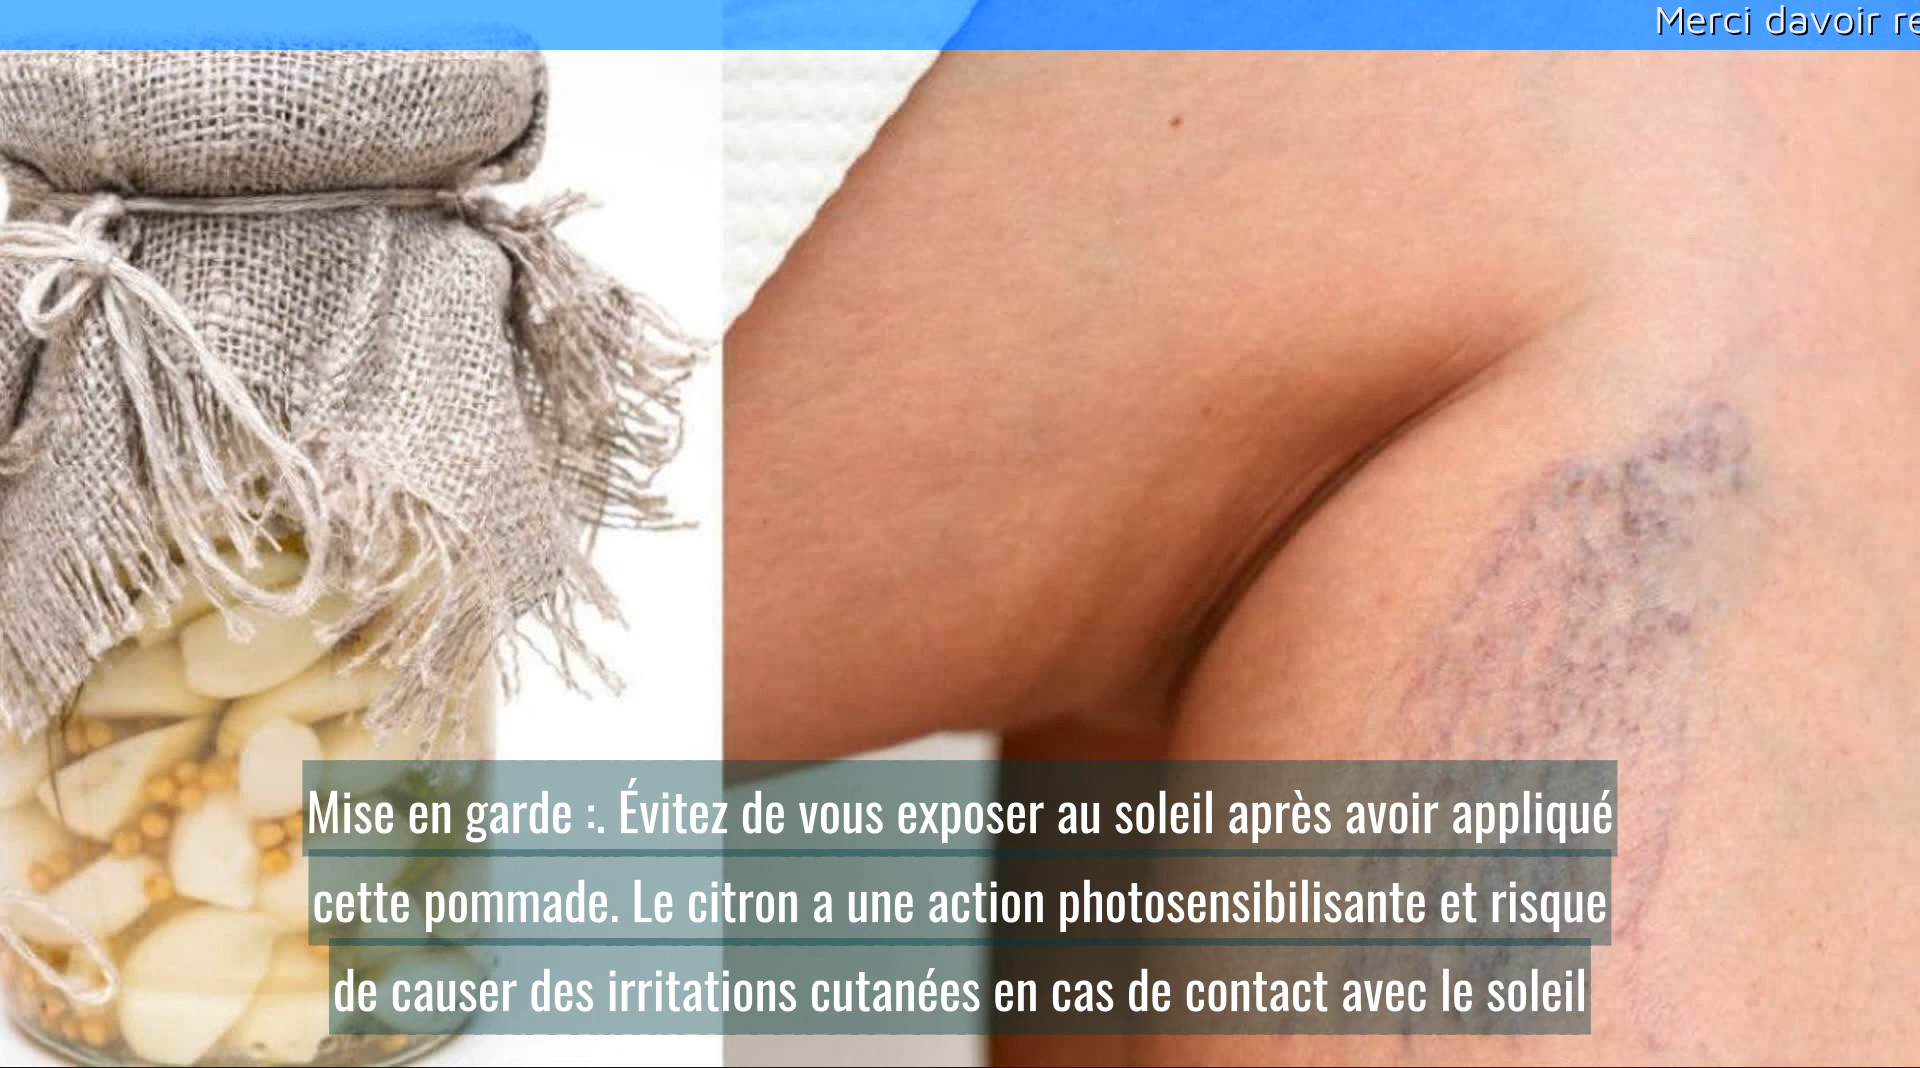 Merci davoir
Mise en garde :. Évitez de vous exposer au soleil après avoir appliqué
cette pommade. Le citron a une action photosensibilisante et risque
de causer des irritations cutanées en cas de contact avec le soleil